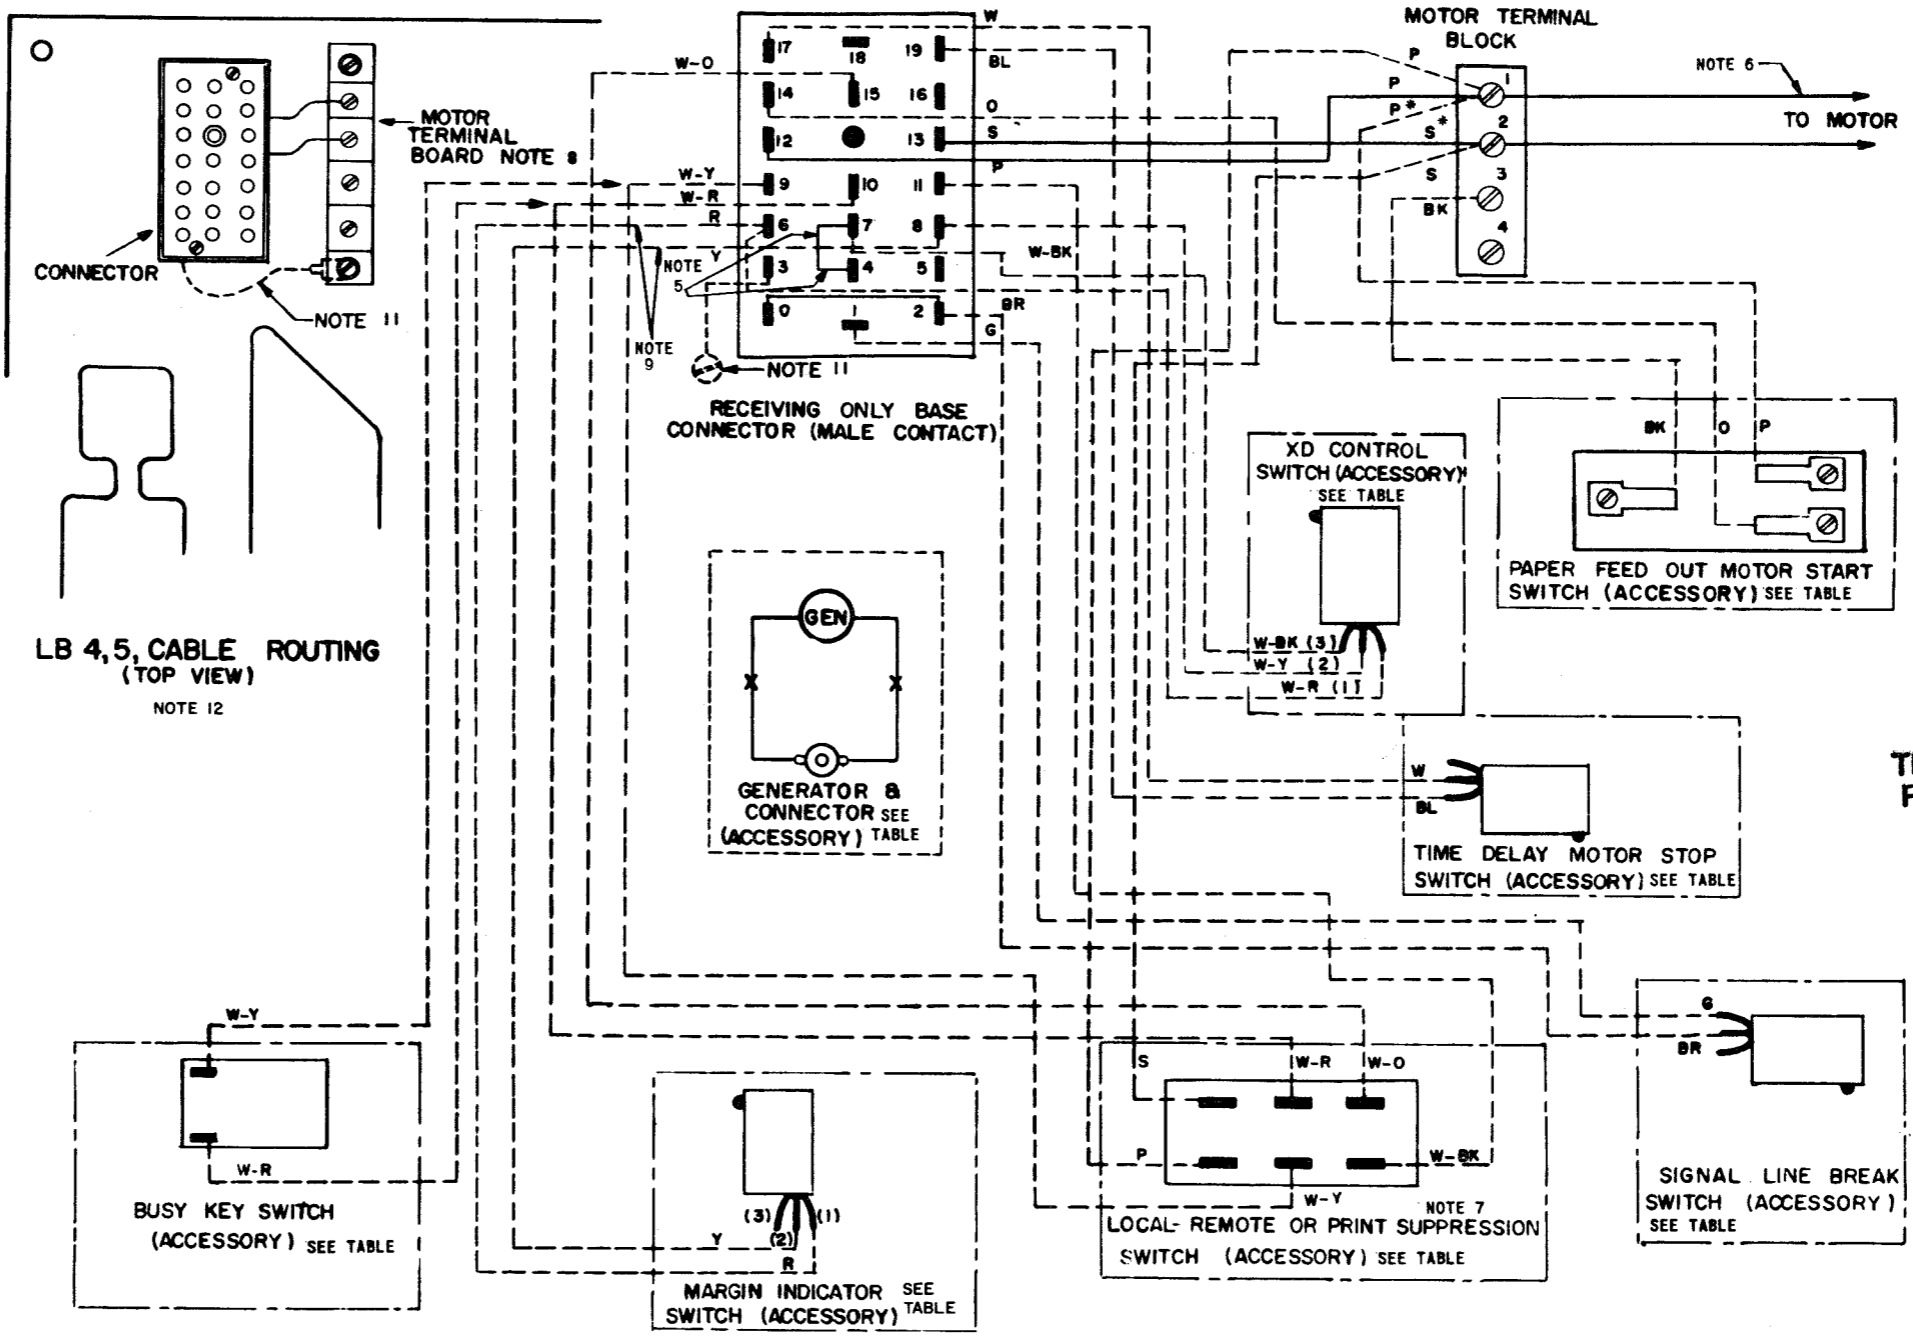 MOTOR
TERMINAL
BOARD NOTE 8
CONNECTOR
NOTE 11
LB 4, 5, CABLE ROUTING
(TOP VIEW)
NOTE 12
W
W-O
17
18
19
BL
14
15
16
O
12
13
S
P
W-Y
9
10
11
W-R
R
6
7
8
Y
W-BK
NOTE
5
3
4
5
BR
0
2
G
NOTE
9
NOTE 11
RECEIVING ONLY BASE
CONNECTOR (MALE CONTACT)
MOTOR TERMINAL
BLOCK
P
1
NOTE 6
P
P*
TO MOTOR
2
S*
3
S
BK
4
BK
O
P
PAPER FEED OUT MOTOR START
SWITCH (ACCESSORY) SEE TABLE
XD CONTROL
SWITCH (ACCESSORY)
SEE TABLE
W-BK (3)
W-Y (2)
W-R (1)
GEN
X
X
GENERATOR &
CONNECTOR SEE
(ACCESSORY) TABLE
W
BL
TIME DELAY MOTOR STOP
SWITCH (ACCESSORY) SEE TABLE
G
BR
SIGNAL LINE BREAK
SWITCH (ACCESSORY)
SEE TABLE
W-Y
W-R
BUSY KEY SWITCH
(ACCESSORY) SEE TABLE
(3)
(1)
Y
(2)
R
MARGIN INDICATOR SEE
SWITCH (ACCESSORY) TABLE
S
W-R
W-O
P
W-BK
W-Y
NOTE 7
LOCAL- REMOTE OR PRINT SUPPRESSION
SWITCH (ACCESSORY) SEE TABLE